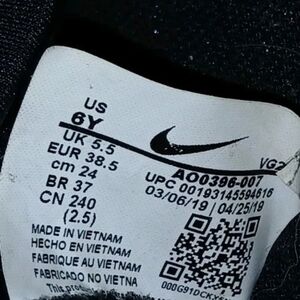 US
6Y
UK 5.5
EUR 38.5
cm 24
BR 37
CN 240
(2.5)
VG2
AO0396-007
UPC 00193145594616
03/06/19 | 04/25/19
MADE IN VIETNAM
HECHO EN VIETNAM
FABRIQUE AU VIETNAM
FABRICADO NO VIETNA
This